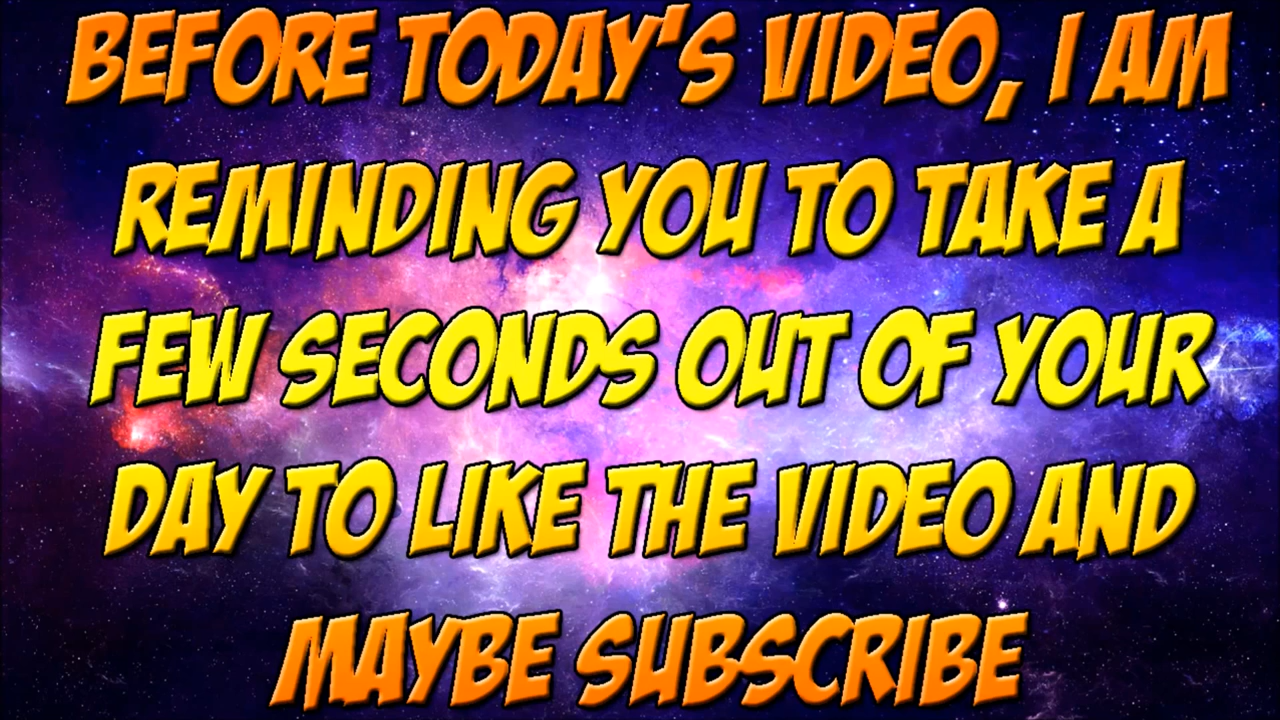 BEFORE TODAY'S VIDEO, I AM
REMINDING YOU TO TAKE A
FEW SECONDS OUT OF YOUR
DAY TO LIKE THE VIDEO AND
MAYBE SUBSCRIBE